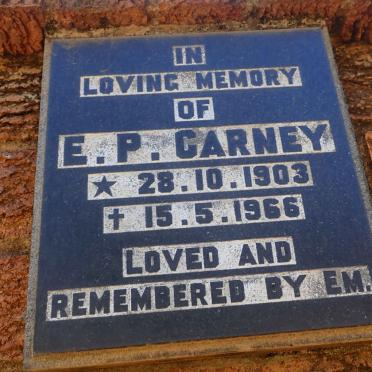 IN
LOVING MEMORY
OF
E. P. CARNEY
★ 28.10.1903
✝ 15.5.1966
LOVED AND
REMEMBERED BY EM.